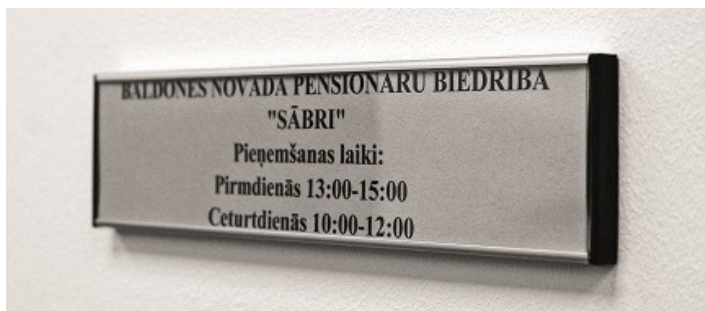 BALDONES NOVADA PENSIONĀRU BIEDRĪBA
"SĀBRI"
Pieņemšanas laiki:
Pirmdienās 13:00-15:00
Ceturtdienās 10:00-12:00